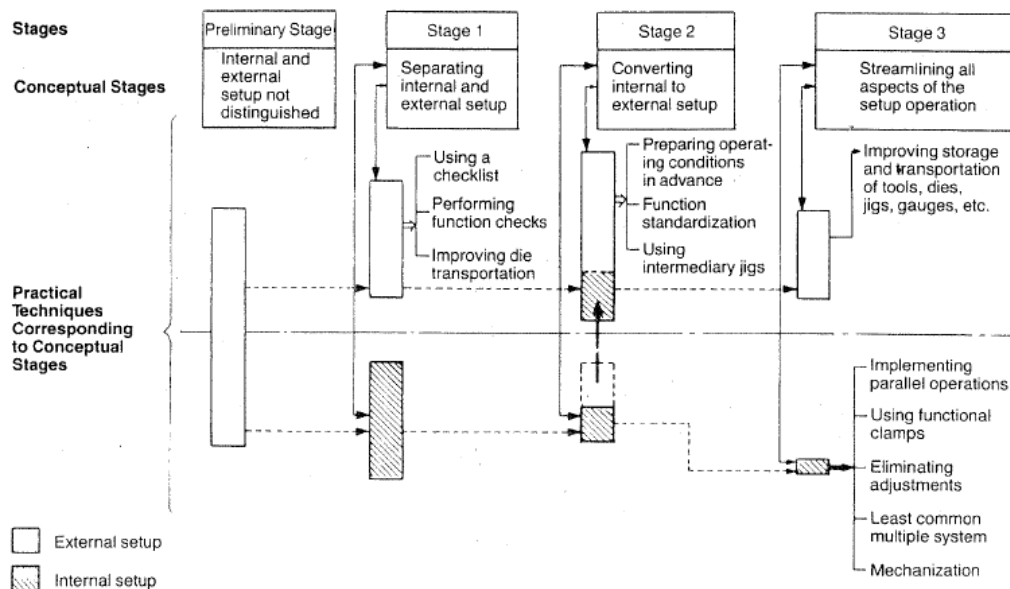 Stages
Preliminary Stage
Stage 1
Stage 2
Stage 3
Conceptual Stages
Internal and
external
setup not
distinguished
Separating
internal and
external setup
Converting
internal to
external setup
Streamlining all
aspects of the
setup operation
Practical
Techniques
Corresponding
to Conceptual
Stages
Using a
checklist
Performing
function checks
Improving die
transportation
Preparing operat-
ing conditions
in advance
Function
standardization
Using
intermediary jigs
Improving storage
and transportation
of tools, dies,
jigs, gauges, etc.
Implementing
parallel operations
Using functional
clamps
Eliminating
adjustments
Least common
multiple system
Mechanization
External setup
Internal setup